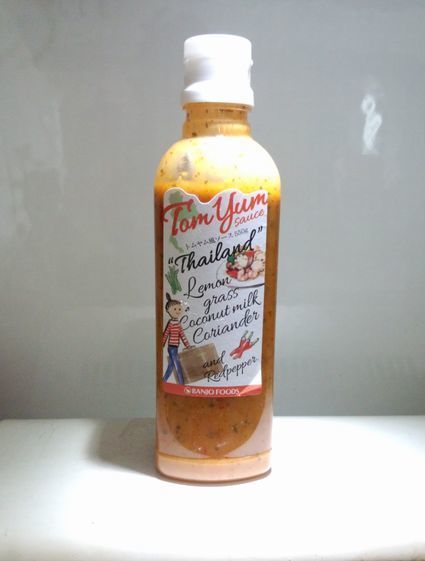 Tom Yum
sauce
トムヤム風ソース 550g
"Thailand"
Lemon
grass
Coconut milk
Coriander
and
Redpepper
BANJO FOODS